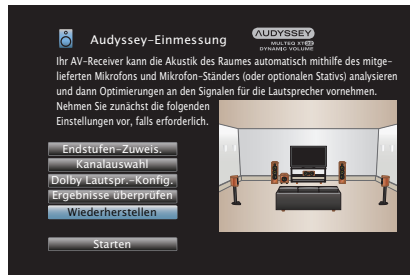 Audyssey-Einmessung
AUDYSSEY
MULTEQ XT32
DYNAMIC VOLUME
Ihr AV-Receiver kann die Akustik des Raumes automatisch mithilfe des mitge-
lieferten Mikrofons und Mikrofon-Ständers (oder optionalen Stativs) analysieren
und dann Optimierungen an den Signalen für die Lautsprecher vornehmen.
Nehmen Sie zunächst die folgenden
Einstellungen vor, falls erforderlich.
Endstufen-Zuweis.
Kanalauswahl
Dolby Lautspr.-Konfig.
Ergebnisse überprüfen
Wiederherstellen
Starten